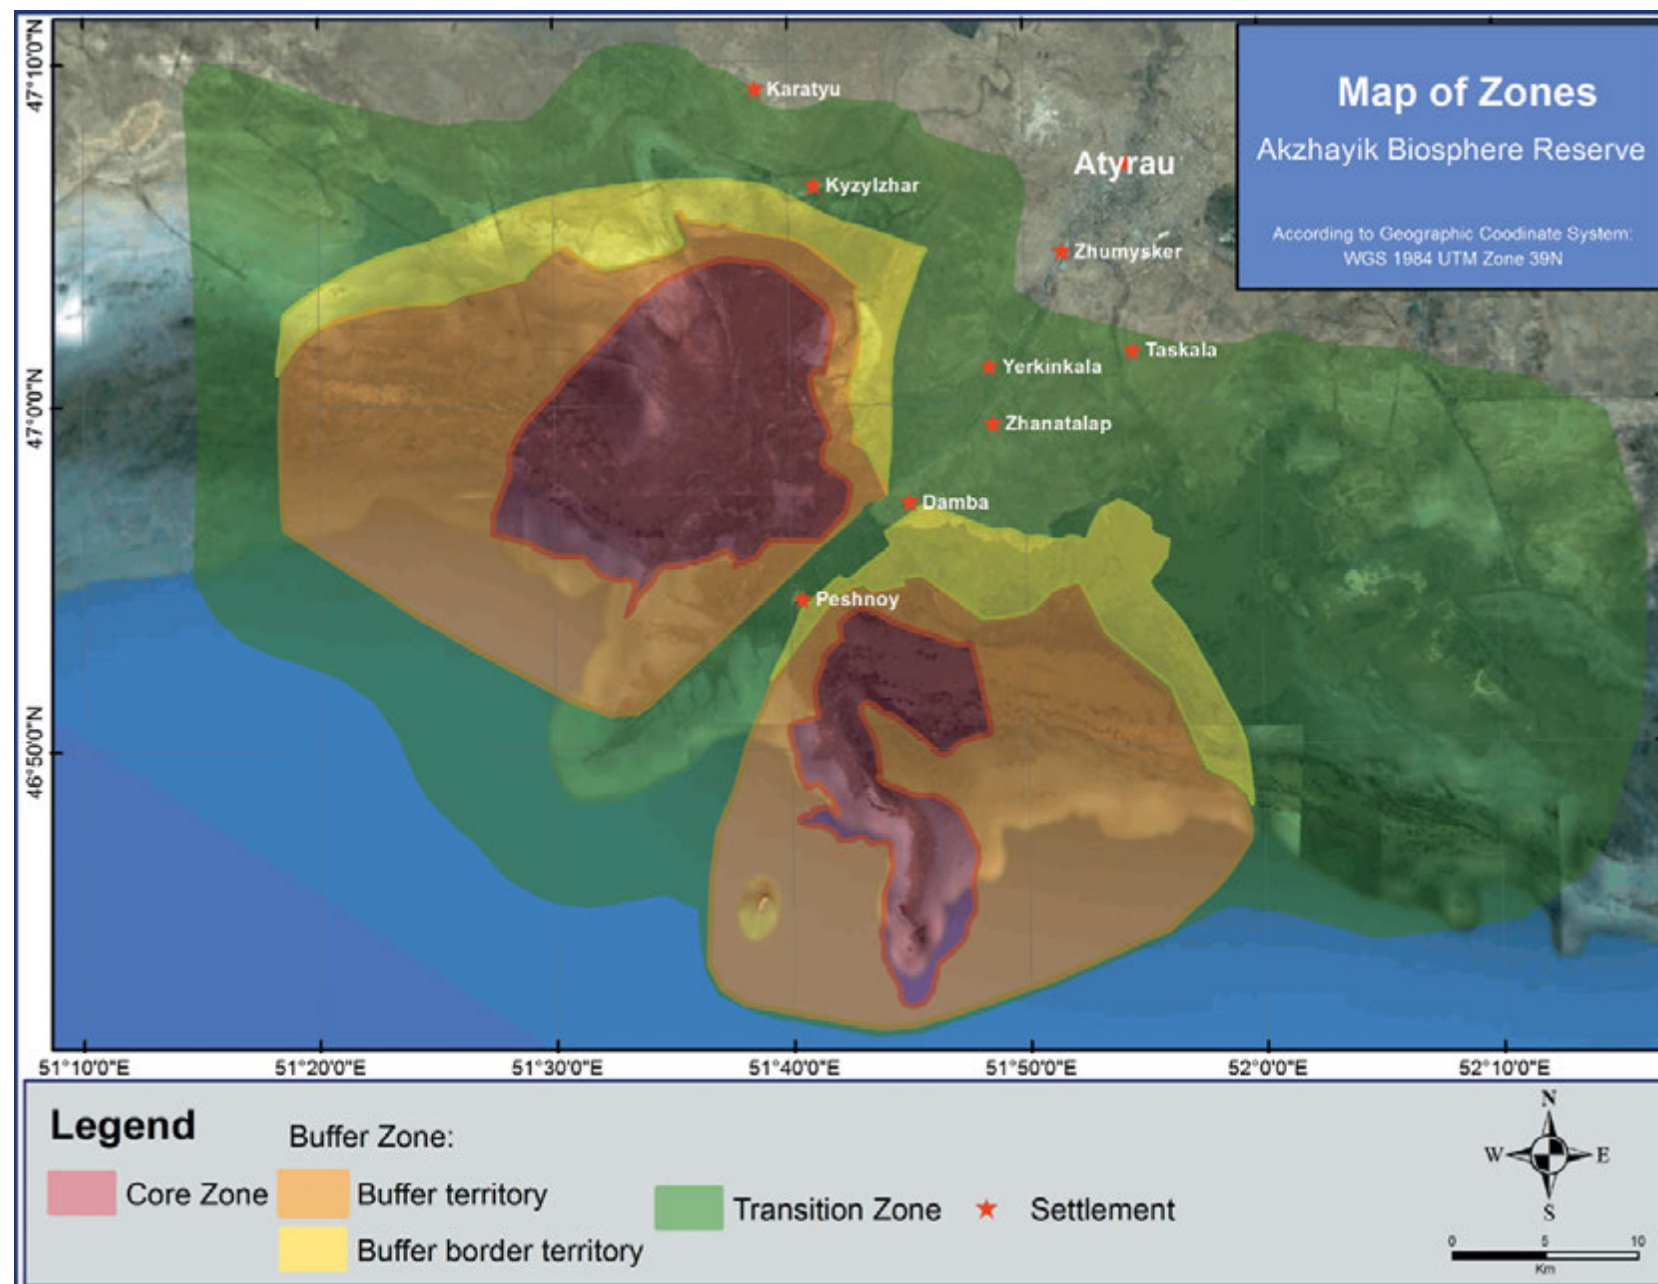 Map of Zones
Akzhayik Biosphere Reserve
According to Geographic Coodinate System:
WGS 1984 UTM Zone 39N
47°10'0"N
47°0'0"N
46°50'0"N
Karatyu
Atyrau
Kyzylzhar
Zhumysker
Taskala
Yerkinkala
Zhanatalap
Damba
Peshnoy
51°10'0"E
51°20'0"E
51°30'0"E
51°40'0"E
51°50'0"E
52°0'0"E
52°10'0"E
Legend
Buffer Zone:
Core Zone
Buffer territory
Buffer border territory
Transition Zone
Settlement
N
W
E
S
0 5 10
Km